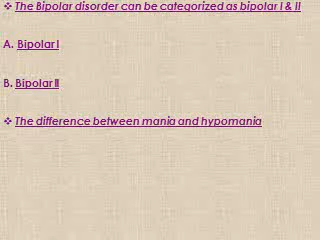 ❖ The Bipolar disorder can be categorized as bipolar I & II
A. Bipolar I
B. Bipolar II
❖ The difference between mania and hypomania